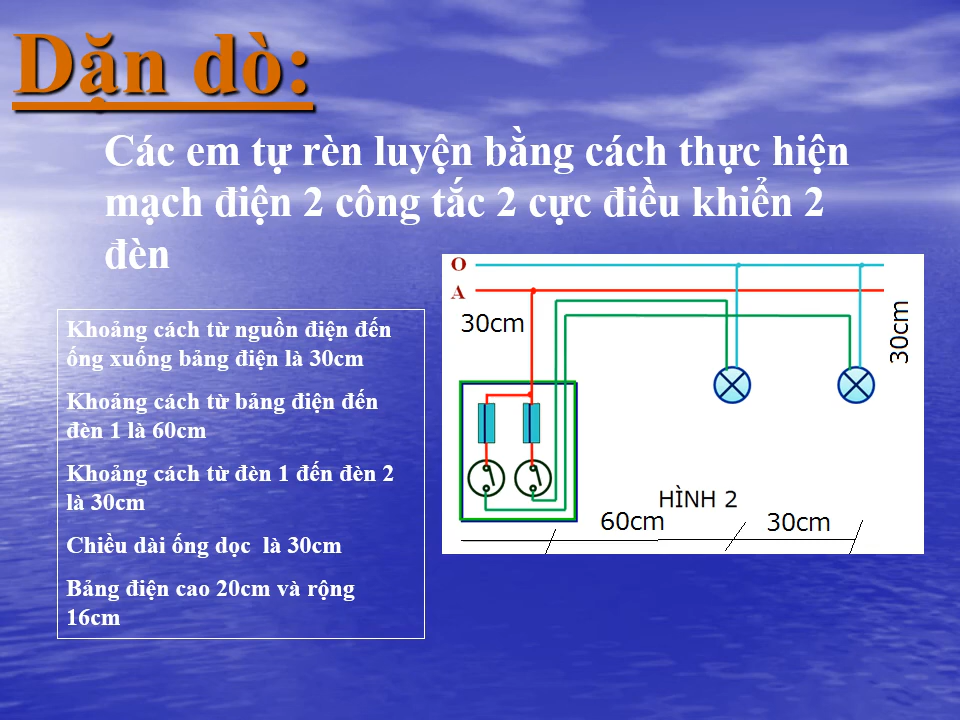 Dặn dò:
Các em tự rèn luyện bằng cách thực hiện
mạch điện 2 công tắc 2 cực điều khiển 2
đèn
Khoảng cách từ nguồn điện đến
ống xuống bảng điện là 30cm
Khoảng cách từ bảng điện đến
đèn 1 là 60cm
Khoảng cách từ đèn 1 đến đèn 2
là 30cm
Chiều dài ống dọc là 30cm
Bảng điện cao 20cm và rộng
16cm
O
A
30cm
30cm
HÌNH 2
60cm
30cm